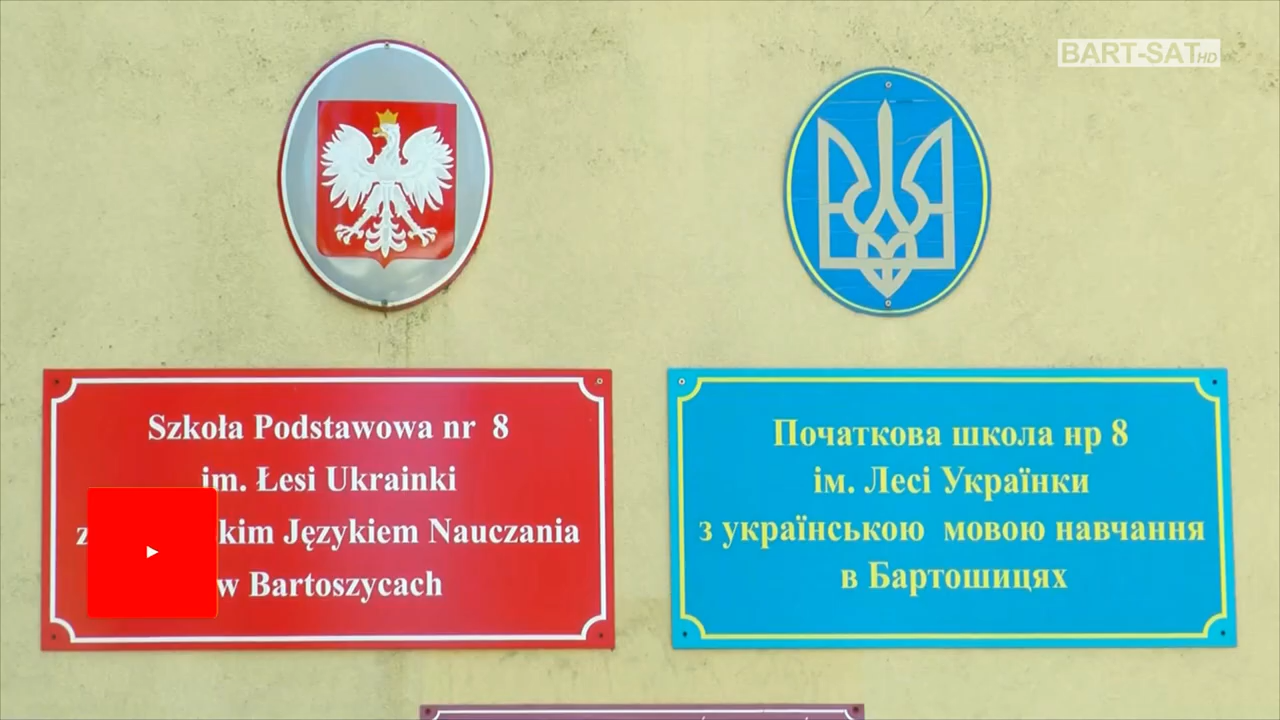 BART-SAT HD
Szkoła Podstawowa nr 8
im. Łesi Ukrainki
z kim Językiem Nauczania
w Bartoszycach
Початкова школа нр 8
ім. Лесі Українки
з українською мовою навчання
в Бартошицях